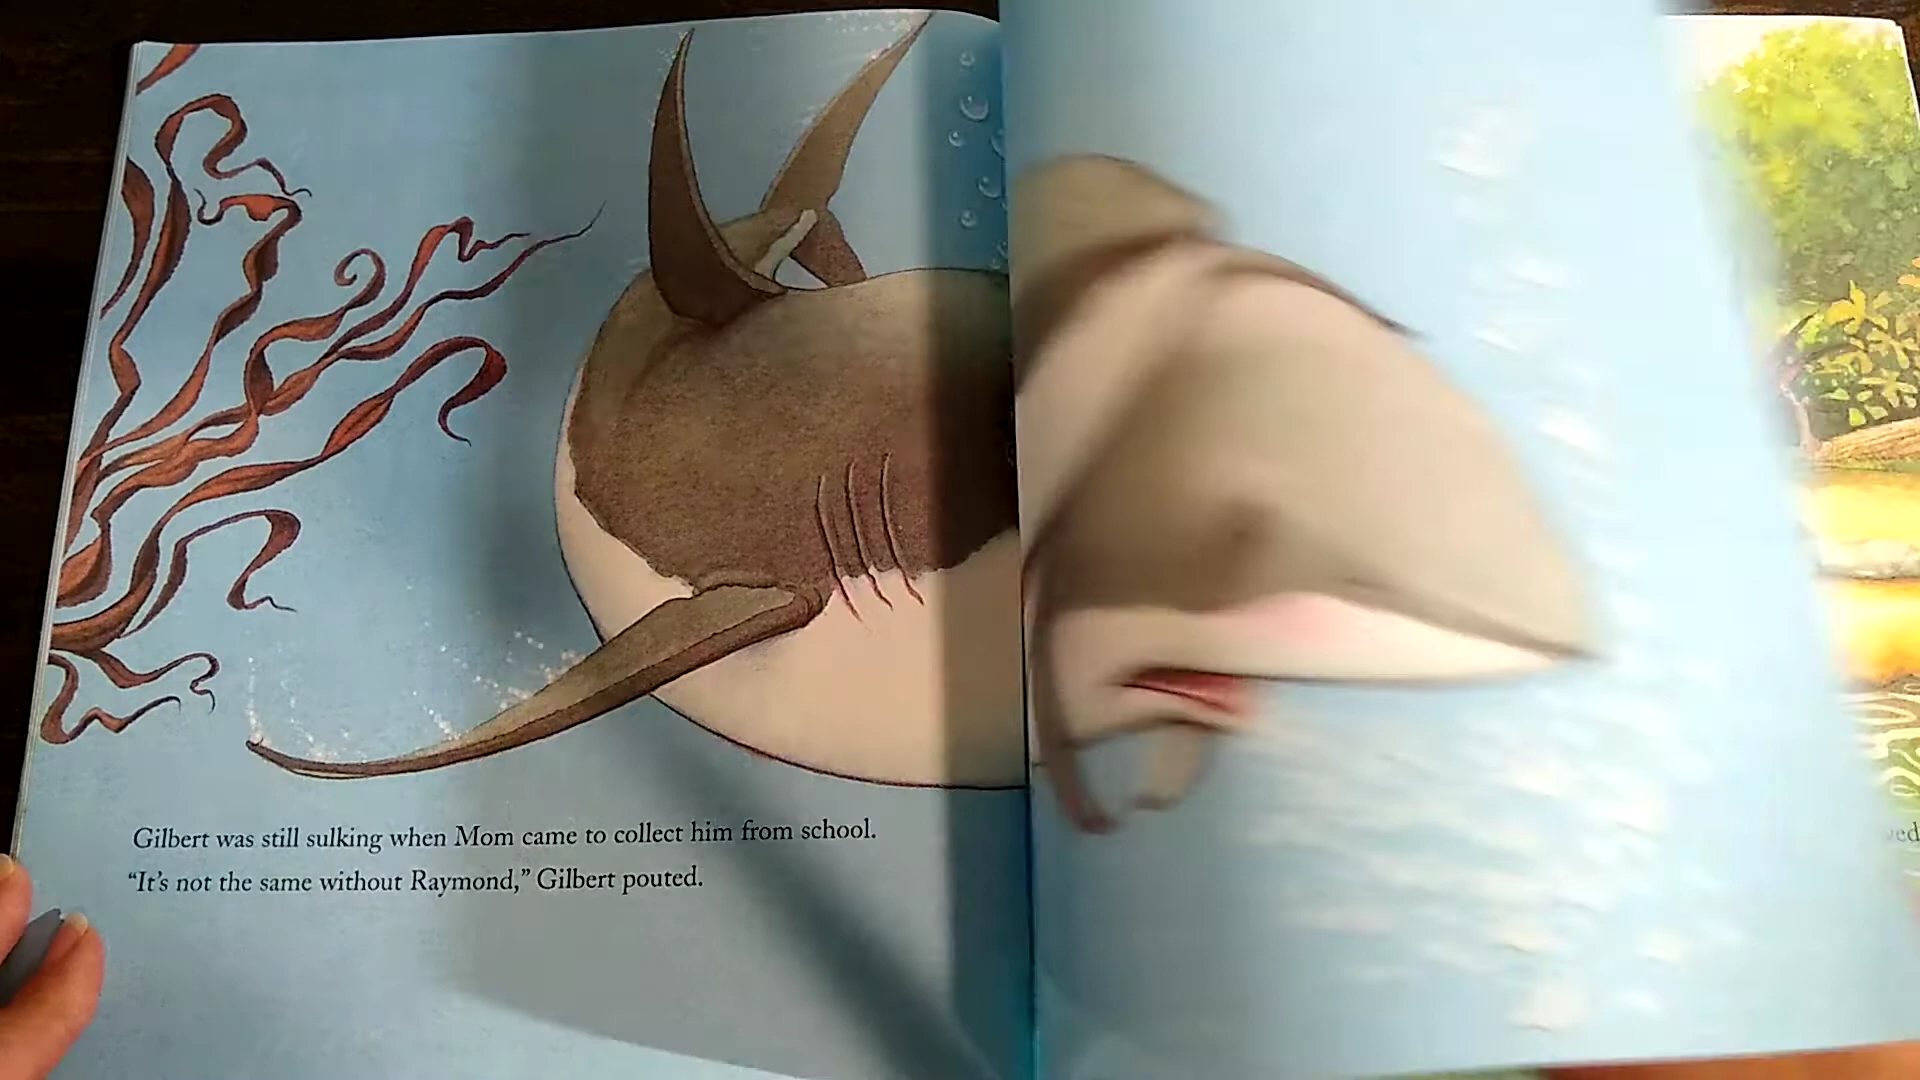 Gilbert was still sulking when Mom came to collect him from school.
“It’s not the same without Raymond,” Gilbert pouted.